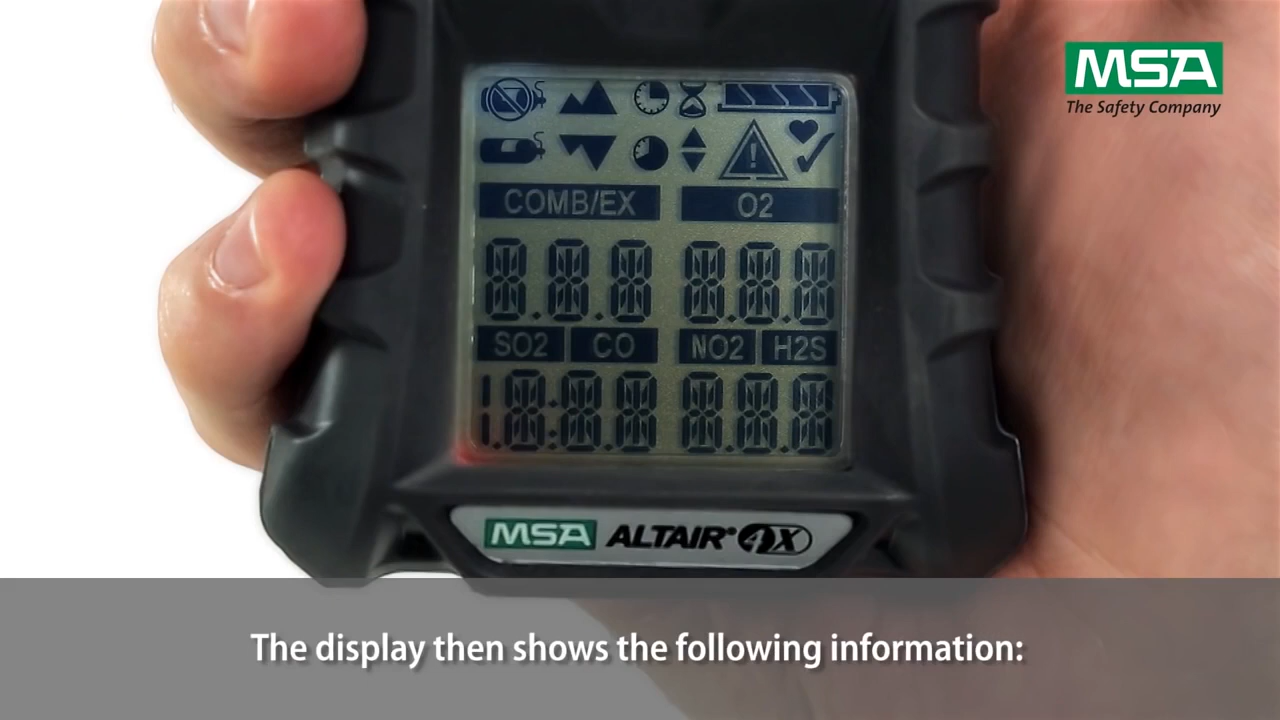 MSA
The Safety Company
COMB/EX O2
SO2 CO NO2 H2S
MSA ALTAIR® 4X
The display then shows the following information: